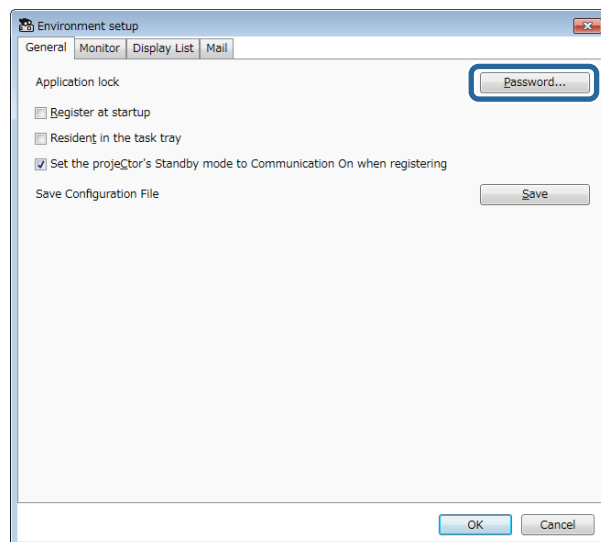 Environment setup
General Monitor Display List Mail
Application lock Password...
Register at startup
Resident in the task tray
Set the projeCtor's Standby mode to Communication On when registering
Save Configuration File Save
OK Cancel